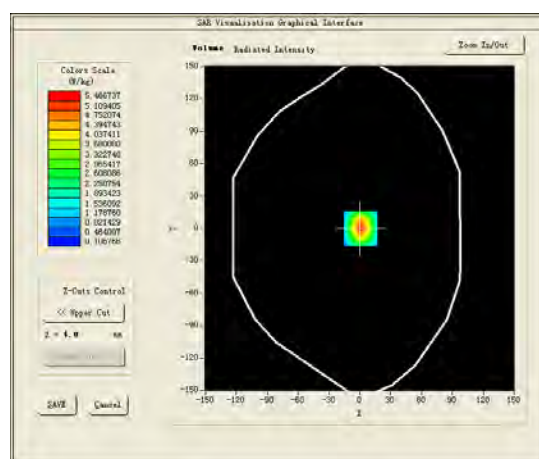 SAR Visualisation Graphical Interface
Volume Radiated Intensity
Zoom In/Out
Colors Scale
(W/kg)
5.466737
5.109405
4.752074
4.394743
4.037411
3.680080
3.322748
2.965417
2.608086
2.250754
1.893423
1.536092
1.178760
0.821429
0.464097
0.106766
150
120-
90-
60-
30-
0-
-30-
-60-
-90-
-120-
-150-
Y-
-150 -120 -90 -60 -30 0 30 60 90 120 150
X
Z-Cuts Control
<< Upper Cut
Z = 4.0 mm
SAVE
Cancel